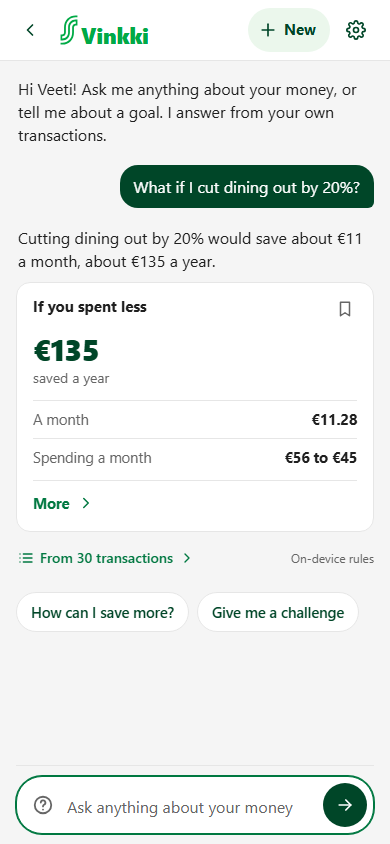 Vinkki
New
Hi Veeti! Ask me anything about your money, or
tell me about a goal. I answer from your own
transactions.
What if I cut dining out by 20%?
Cutting dining out by 20% would save about €11
a month, about €135 a year.
If you spent less
€135
saved a year
A month €11.28
Spending a month €56 to €45
More
From 30 transactions On-device rules
How can I save more? Give me a challenge
Ask anything about your money